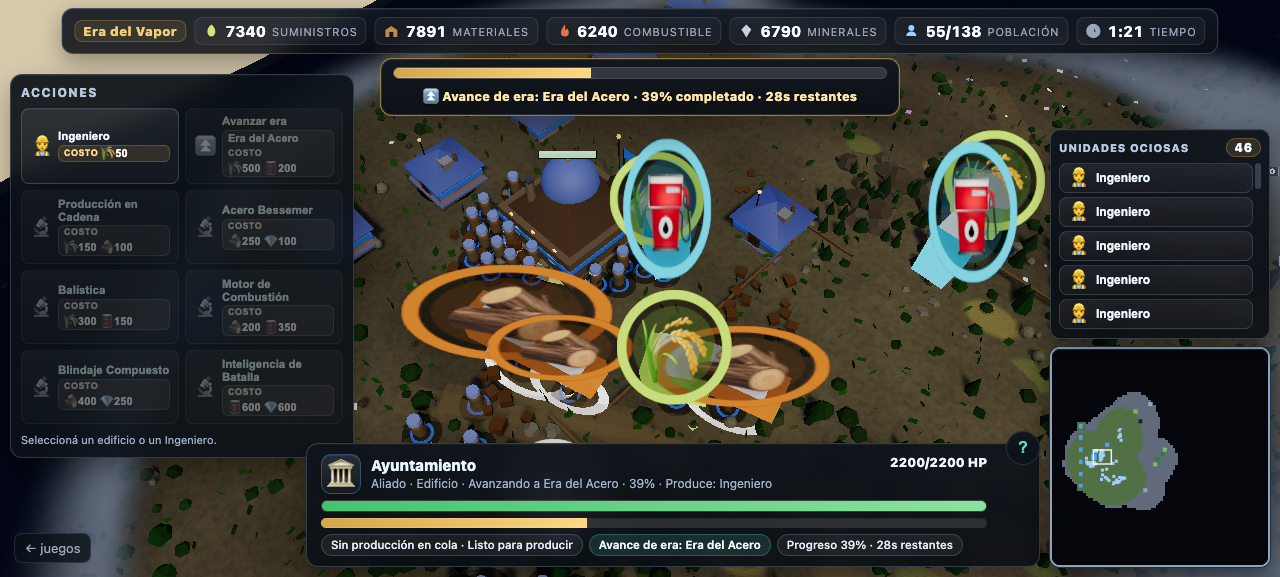 Era del Vapor
7340 SUMINISTROS
7891 MATERIALES
6240 COMBUSTIBLE
6790 MINERALES
55/138 POBLACIÓN
1:21 TIEMPO
Avance de era: Era del Acero · 39% completado · 28s restantes
ACCIONES
Ingeniero
COSTO 50
Avanzar era
Era del Acero
COSTO
500 200
Producción en
Cadena
COSTO
150 100
Acero Bessemer
COSTO
250 100
Balística
COSTO
300 150
Motor de
Combustión
COSTO
200 350
Blindaje Compuesto
COSTO
400 250
Inteligencia de
Batalla
COSTO
600 600
Seleccioná un edificio o un Ingeniero.
UNIDADES OCIOSAS 46
Ingeniero
Ingeniero
Ingeniero
Ingeniero
Ingeniero
Ayuntamiento
2200/2200 HP
?
Aliado · Edificio · Avanzando a Era del Acero · 39% · Produce: Ingeniero
Sin producción en cola · Listo para producir
Avance de era: Era del Acero
Progreso 39% · 28s restantes
← juegos